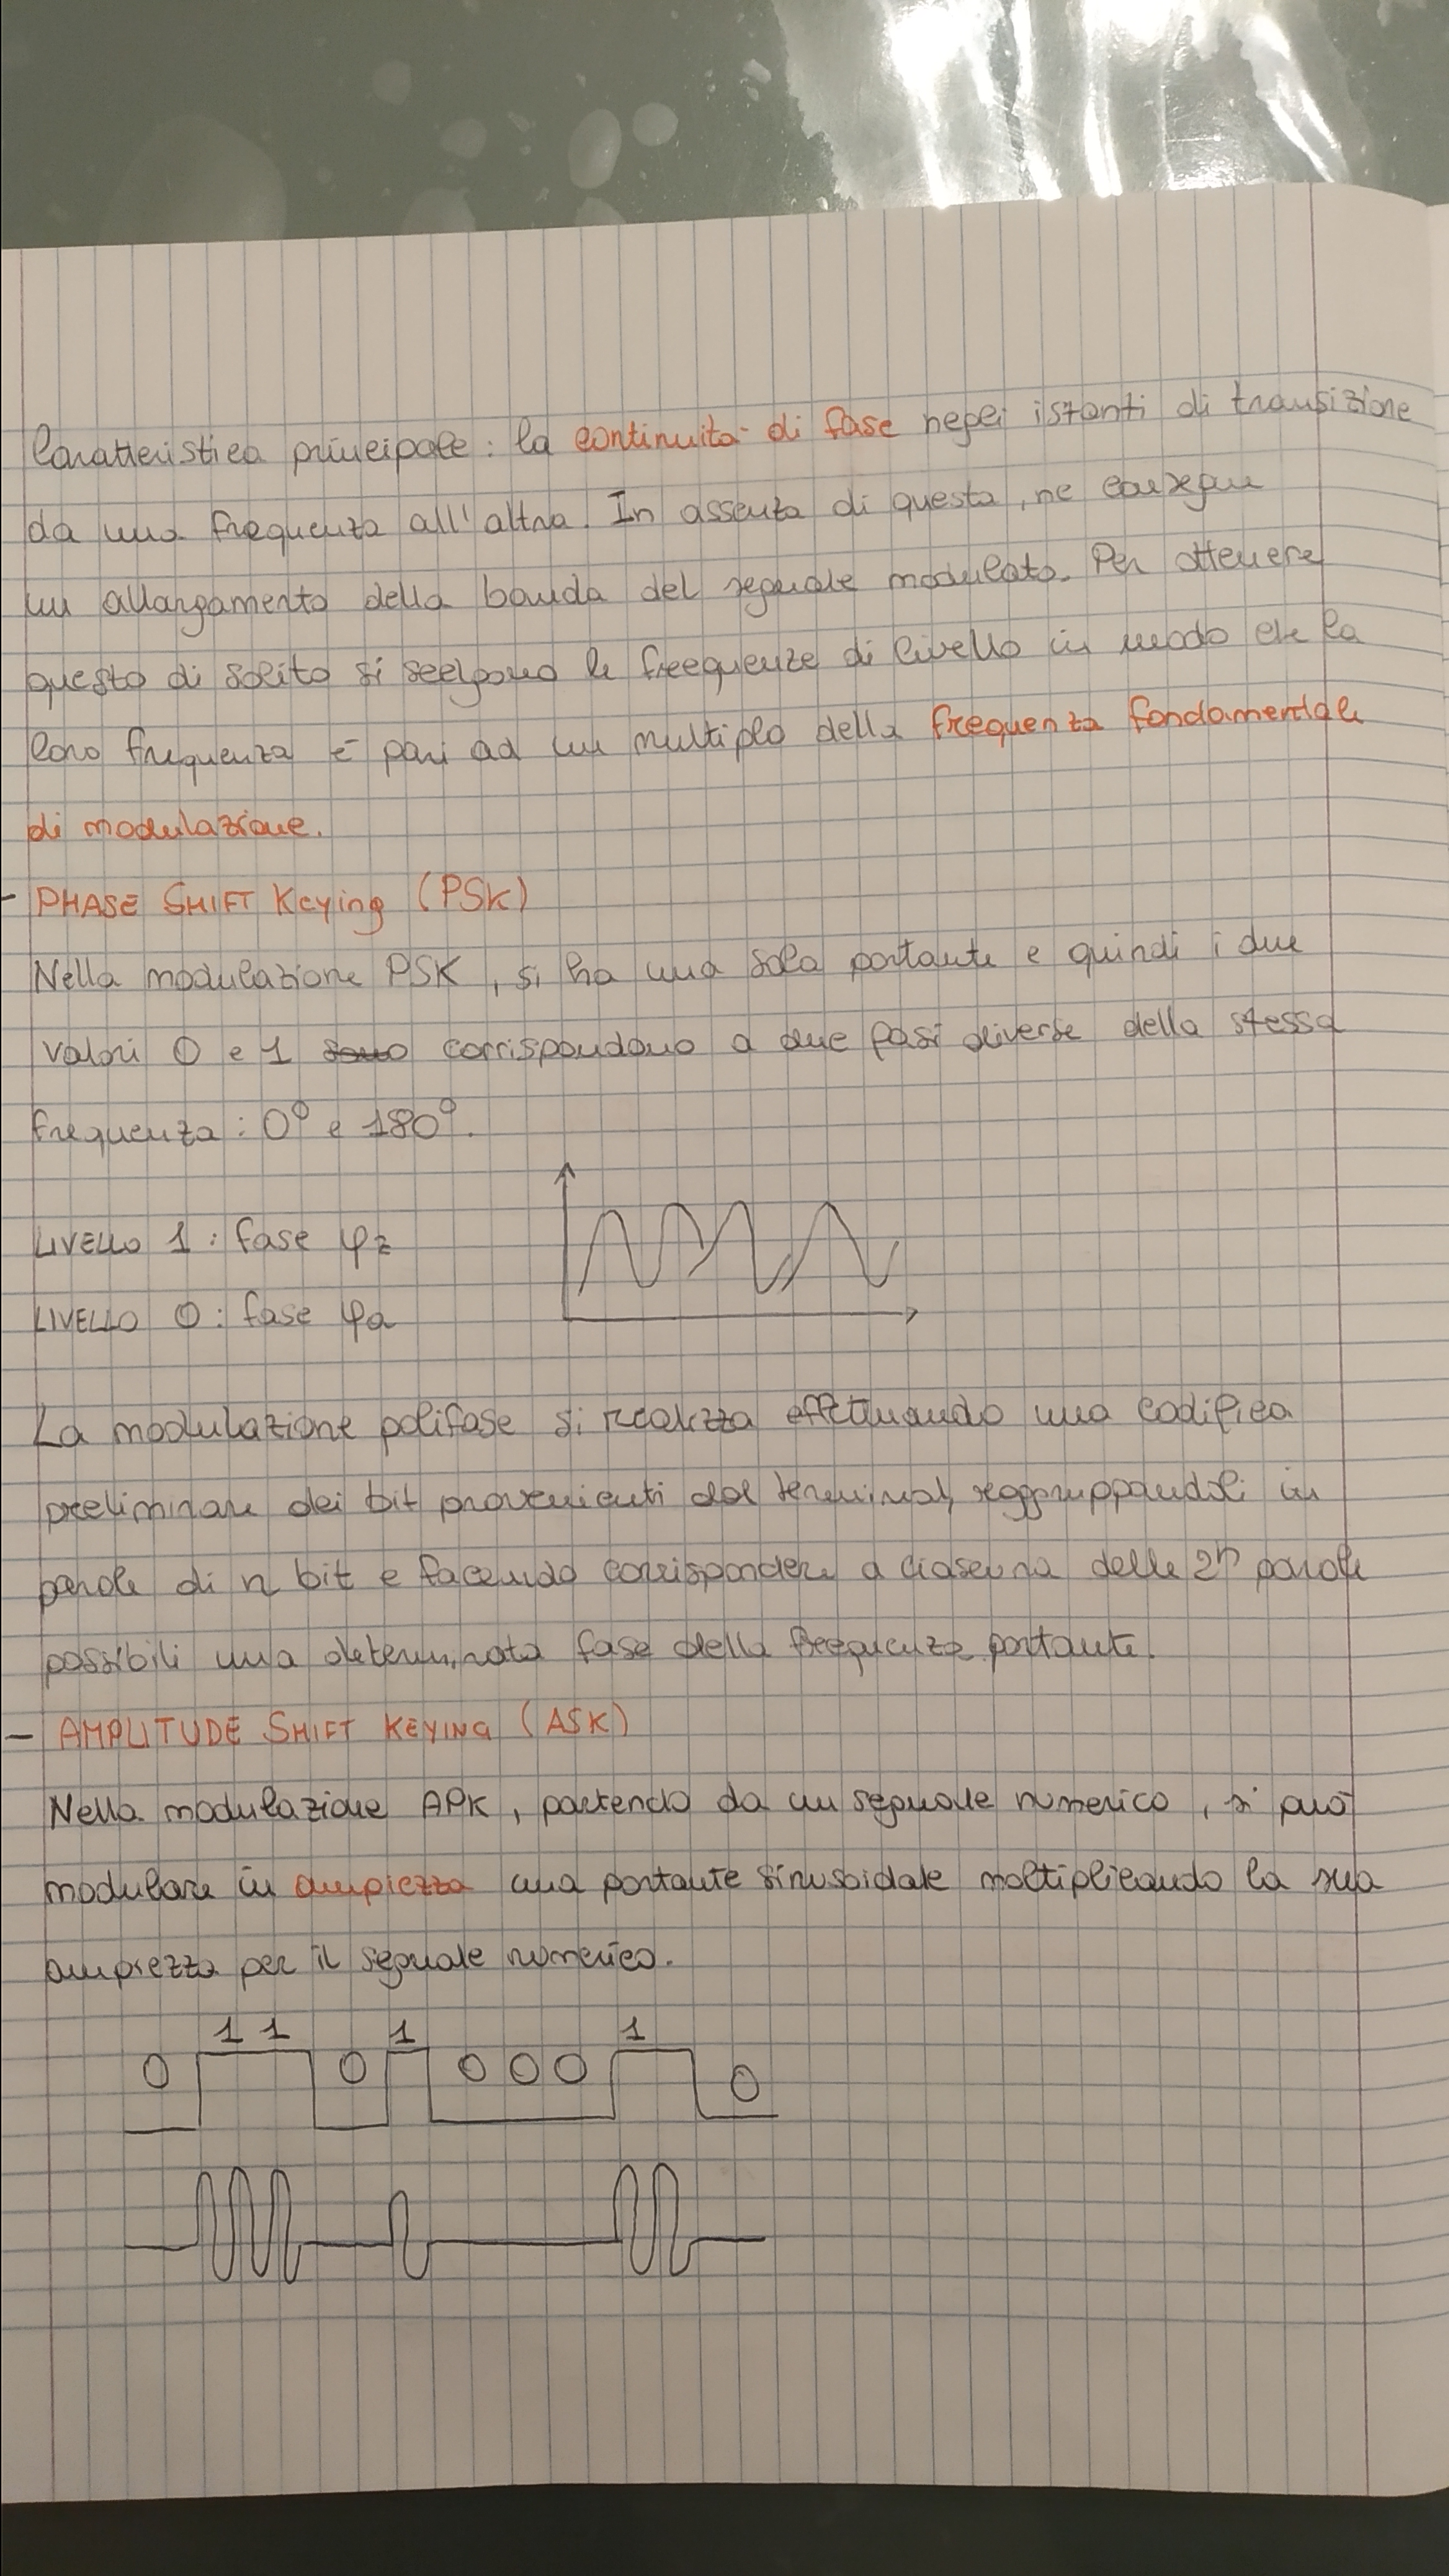 Caratteristica principale: la continuità di fase negli istanti di transizione
da una frequenza all'altra. In assenza di questa, ne consegue
un allargamento della banda del segnale modulato. Per ottenere
questo di solito si scelgono le freequenze di livello in modo che la
loro frequenza è pari ad un multiplo della frequenza fondamentale
di modulazione.
- PHASE SHIFT Keying (PSK)
Nella modulazione PSK, si ha una sola portante e quindi i due
valori 0 e 1 sono corrispondono a due fasi diverse della stessa
frequenza: 0° e 180°.
LIVELLO 1: fase φz
LIVELLO 0: fase φa
La modulazione polifase si realizza effettuando una codifica
preliminare dei bit provenienti dal terminal, raggruppandoli in
parole di n bit e facendo corrispondere a ciascuna delle 2ⁿ parole
possibili una determinata fase della frequenza portante.
- AMPLITUDE SHIFT KEYING (ASK)
Nella modulazione APK, partendo da un segnale numerico, si può
modulare in ampiezza una portante sinusoidale moltiplicando la sua
ampiezza per il segnale numerico.
0 1 1 0 1 0 0 0 1 0